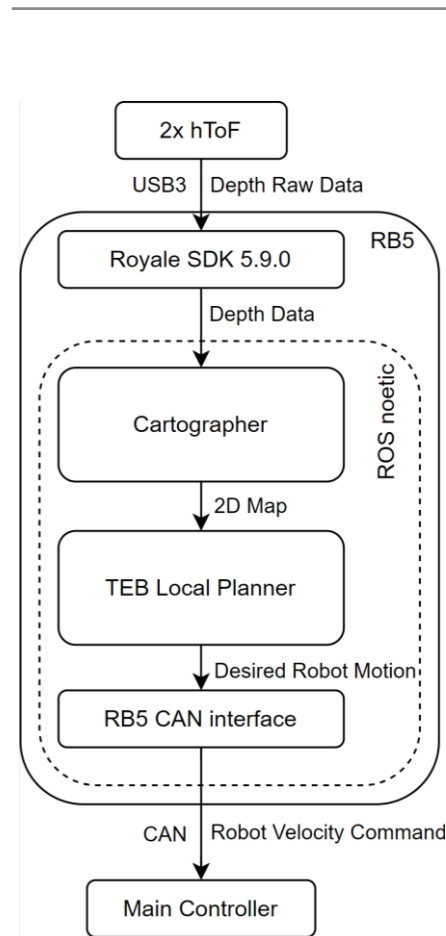 2x hToF
USB3 Depth Raw Data
RB5
Royale SDK 5.9.0
Depth Data
ROS noetic
Cartographer
2D Map
TEB Local Planner
Desired Robot Motion
RB5 CAN interface
CAN Robot Velocity Command
Main Controller